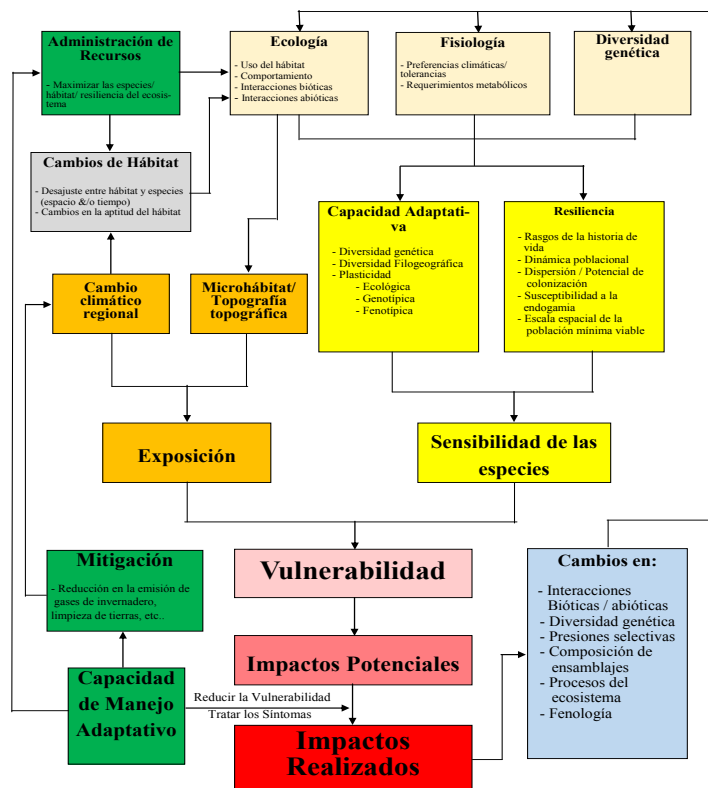 Administración de
Recursos
- Maximizar las especies/
hábitat/ resiliencia del ecosis-
tema
Ecología
- Uso del hábitat
- Comportamiento
- Interacciones bióticas
- Interacciones abióticas
Fisiología
- Preferencias climáticas/
tolerancias
- Requerimientos metabólicos
Diversidad
genética
Cambios de Hábitat
- Desajuste entre hábitat y especies
(espacio &/o tiempo)
- Cambios en la aptitud del hábitat
Capacidad Adaptati-
va
- Diversidad genética
- Diversidad Filogeográfica
- Plasticidad
- Ecológica
- Genotípica
- Fenotípica
Resiliencia
- Rasgos de la historia de
vida
- Dinámica poblacional
- Dispersión / Potencial de
colonización
- Susceptibilidad a la
endogamia
- Escala espacial de la
población mínima viable
Cambio
climático
regional
Microhábitat/
Topografía
topográfica
Exposición
Sensibilidad de las
especies
Mitigación
- Reducción en la emisión de
gases de invernadero,
limpieza de tierras, etc..
Vulnerabilidad
Cambios en:
- Interacciones
Bióticas / abióticas
- Diversidad genética
- Presiones selectivas
- Composición de
ensamblajes
- Procesos del
ecosistema
- Fenología
Impactos Potenciales
Capacidad
de Manejo
Adaptativo
Reducir la Vulnerabilidad
Tratar los Síntomas
Impactos
Realizados